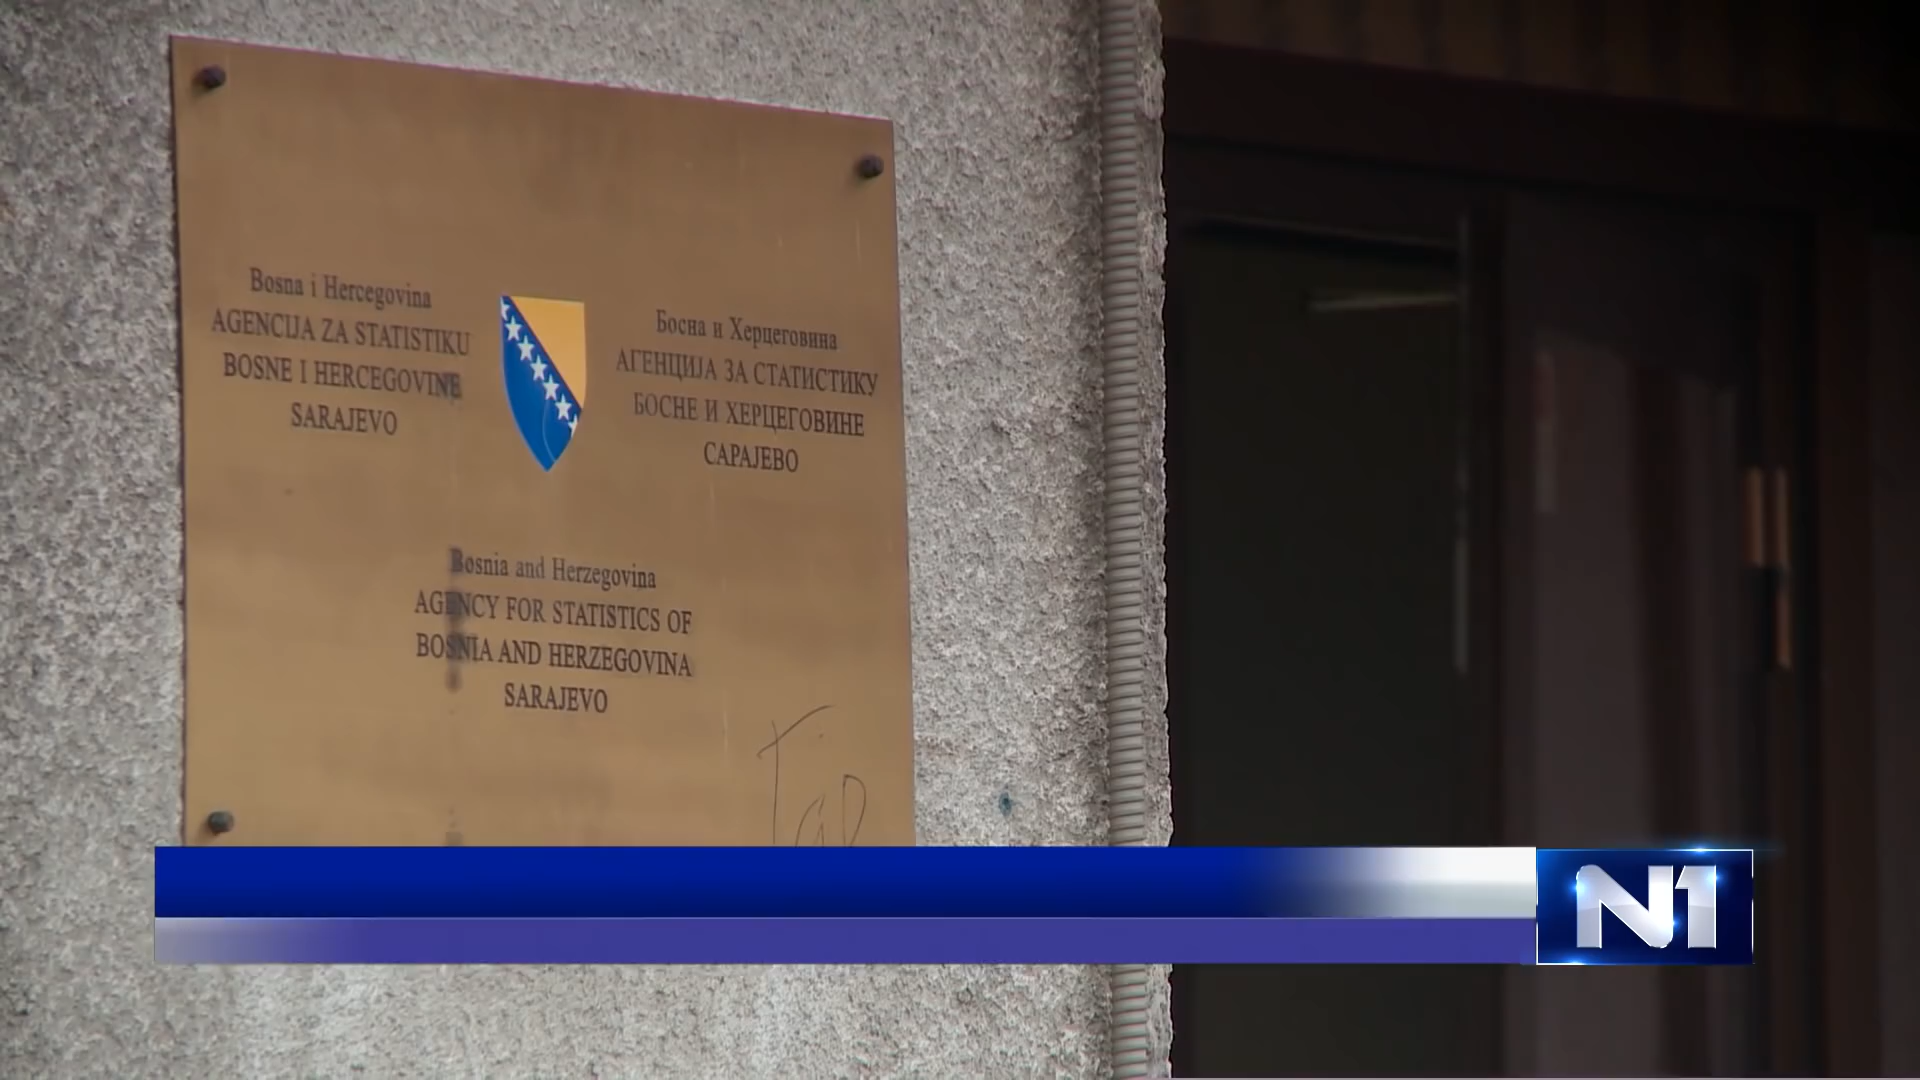 Bosna i Hercegovina
AGENCIJA ZA STATISTIKU
BOSNE I HERCEGOVINE
SARAJEVO
Босна и Херцеговина
АГЕНЦИЈА ЗА СТАТИСТИКУ
БОСНЕ И ХЕРЦЕГОВИНЕ
САРАЈЕВО
Bosnia and Herzegovina
AGENCY FOR STATISTICS OF
BOSNIA AND HERZEGOVINA
SARAJEVO
N1